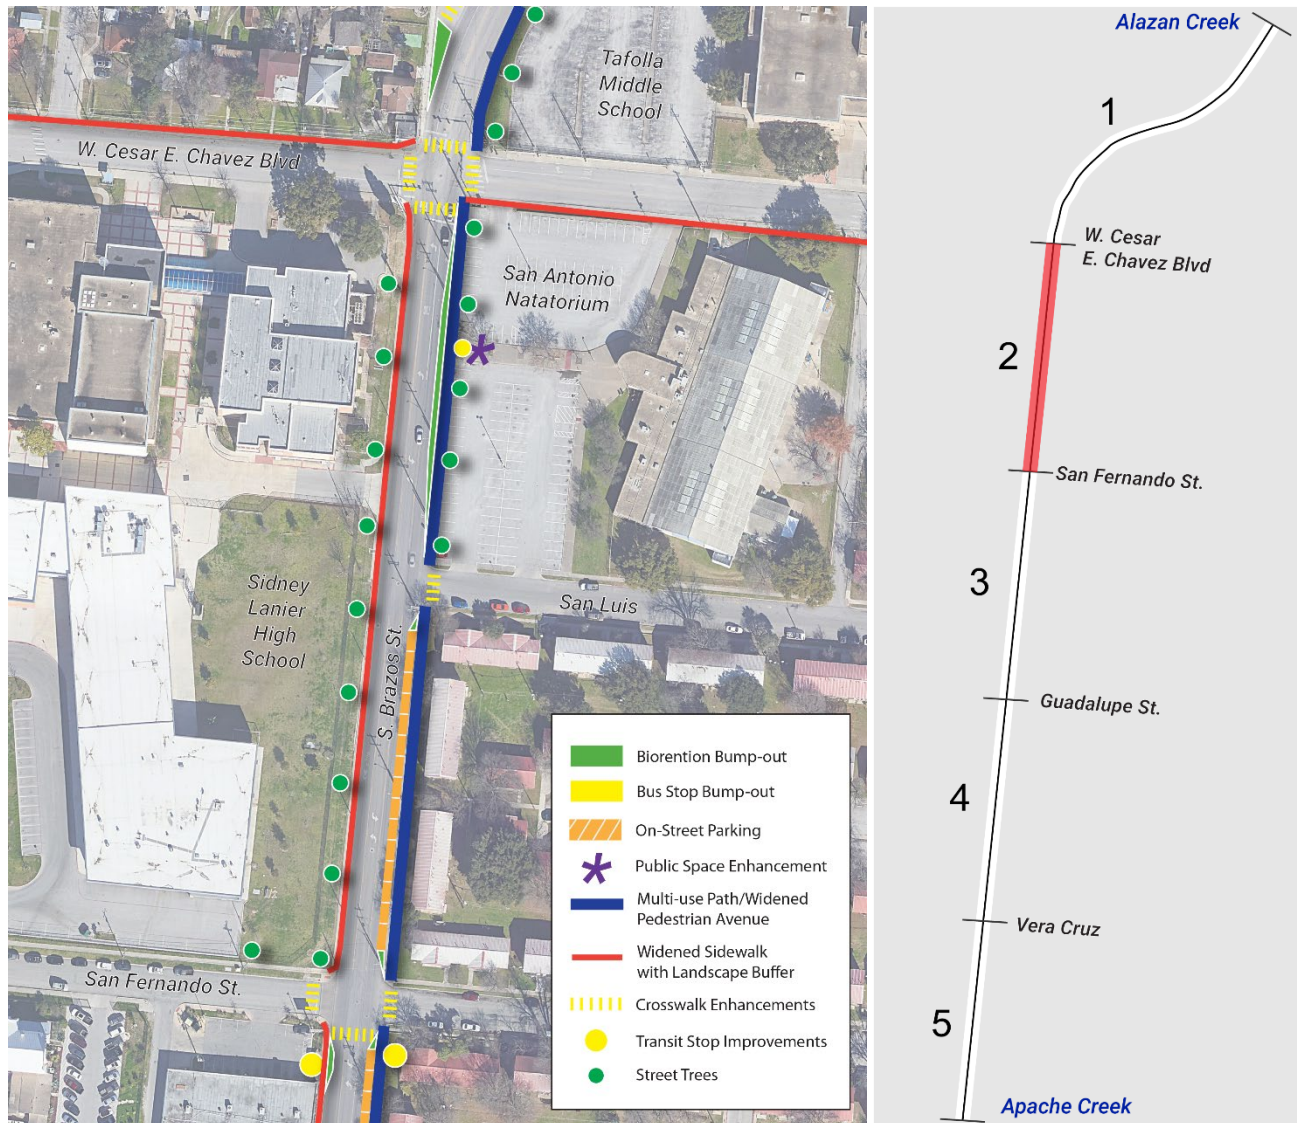 Tafolla
Middle
School
W. Cesar E. Chavez Blvd
San Antonio
Natatorium
Sidney
Lanier
High
School
San Luis
S. Brazos St.
San Fernando St.
Biorention Bump-out
Bus Stop Bump-out
On-Street Parking
Public Space Enhancement
Multi-use Path/Widened
Pedestrian Avenue
Widened Sidewalk
with Landscape Buffer
Crosswalk Enhancements
Transit Stop Improvements
Street Trees
Alazan Creek
1
W. Cesar
E. Chavez Blvd
2
San Fernando St.
3
Guadalupe St.
4
Vera Cruz
5
Apache Creek